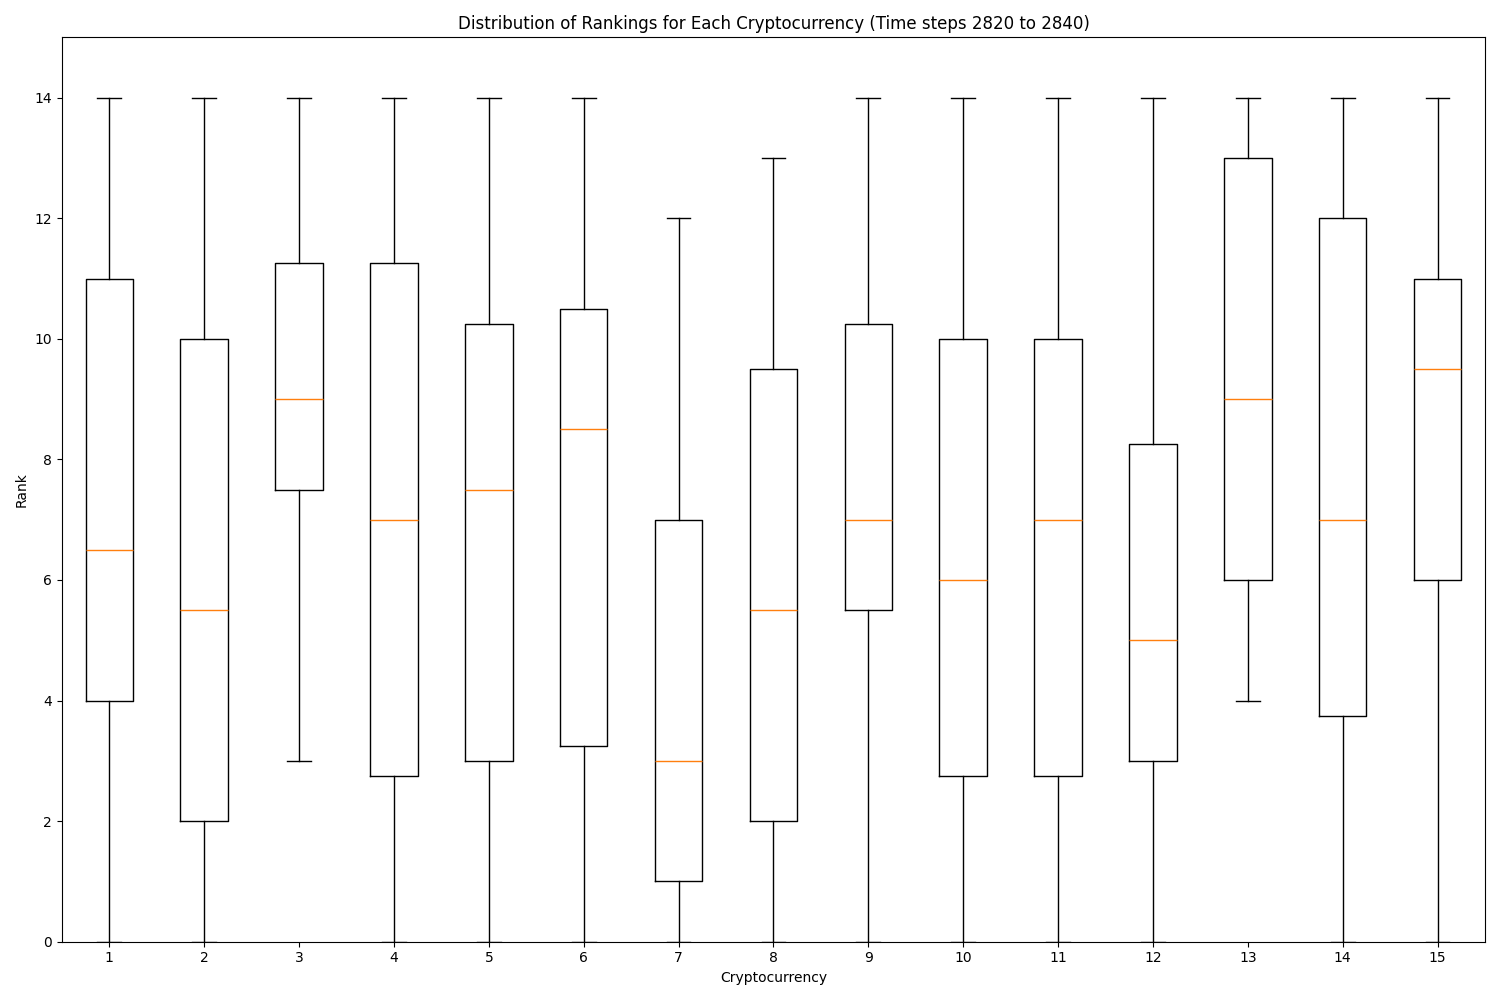 Distribution of Rankings for Each Cryptocurrency (Time steps 2820 to 2840)
14
12
10
8
6
4
2
0
Rank
1 2 3 4 5 6 7 8 9 10 11 12 13 14 15
Cryptocurrency